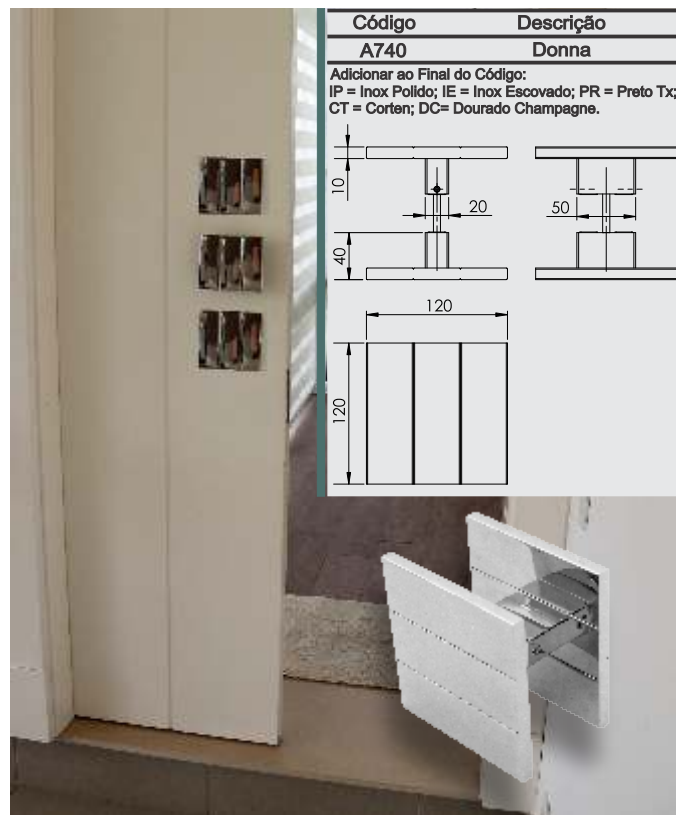 Código Descrição
A740 Donna
Adicionar ao Final do Código:
IP = Inox Polido; IE = Inox Escovado; PR = Preto Tx;
CT = Corten; DC= Dourado Champagne.
10
20
50
40
120
120